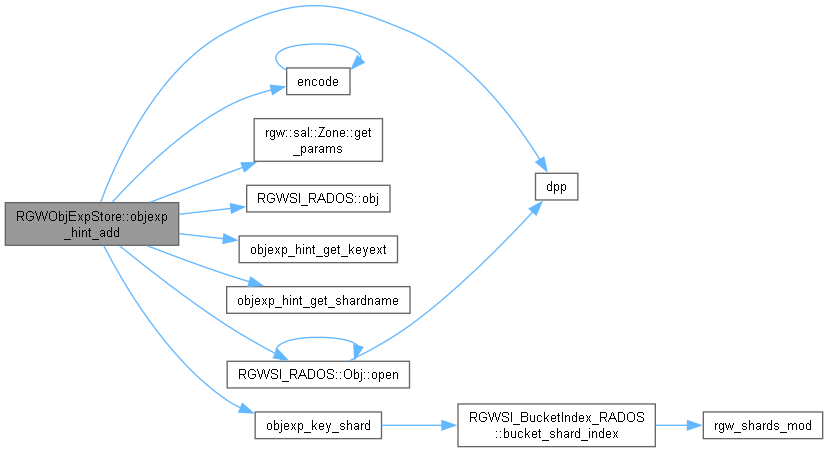 RGWObjExpStore::objexp
_hint_add
encode
rgw::sal::Zone::get
_params
RGWSI_RADOS::obj
objexp_hint_get_keyext
objexp_hint_get_shardname
RGWSI_RADOS::Obj::open
objexp_key_shard
dpp
RGWSI_BucketIndex_RADOS
::bucket_shard_index
rgw_shards_mod